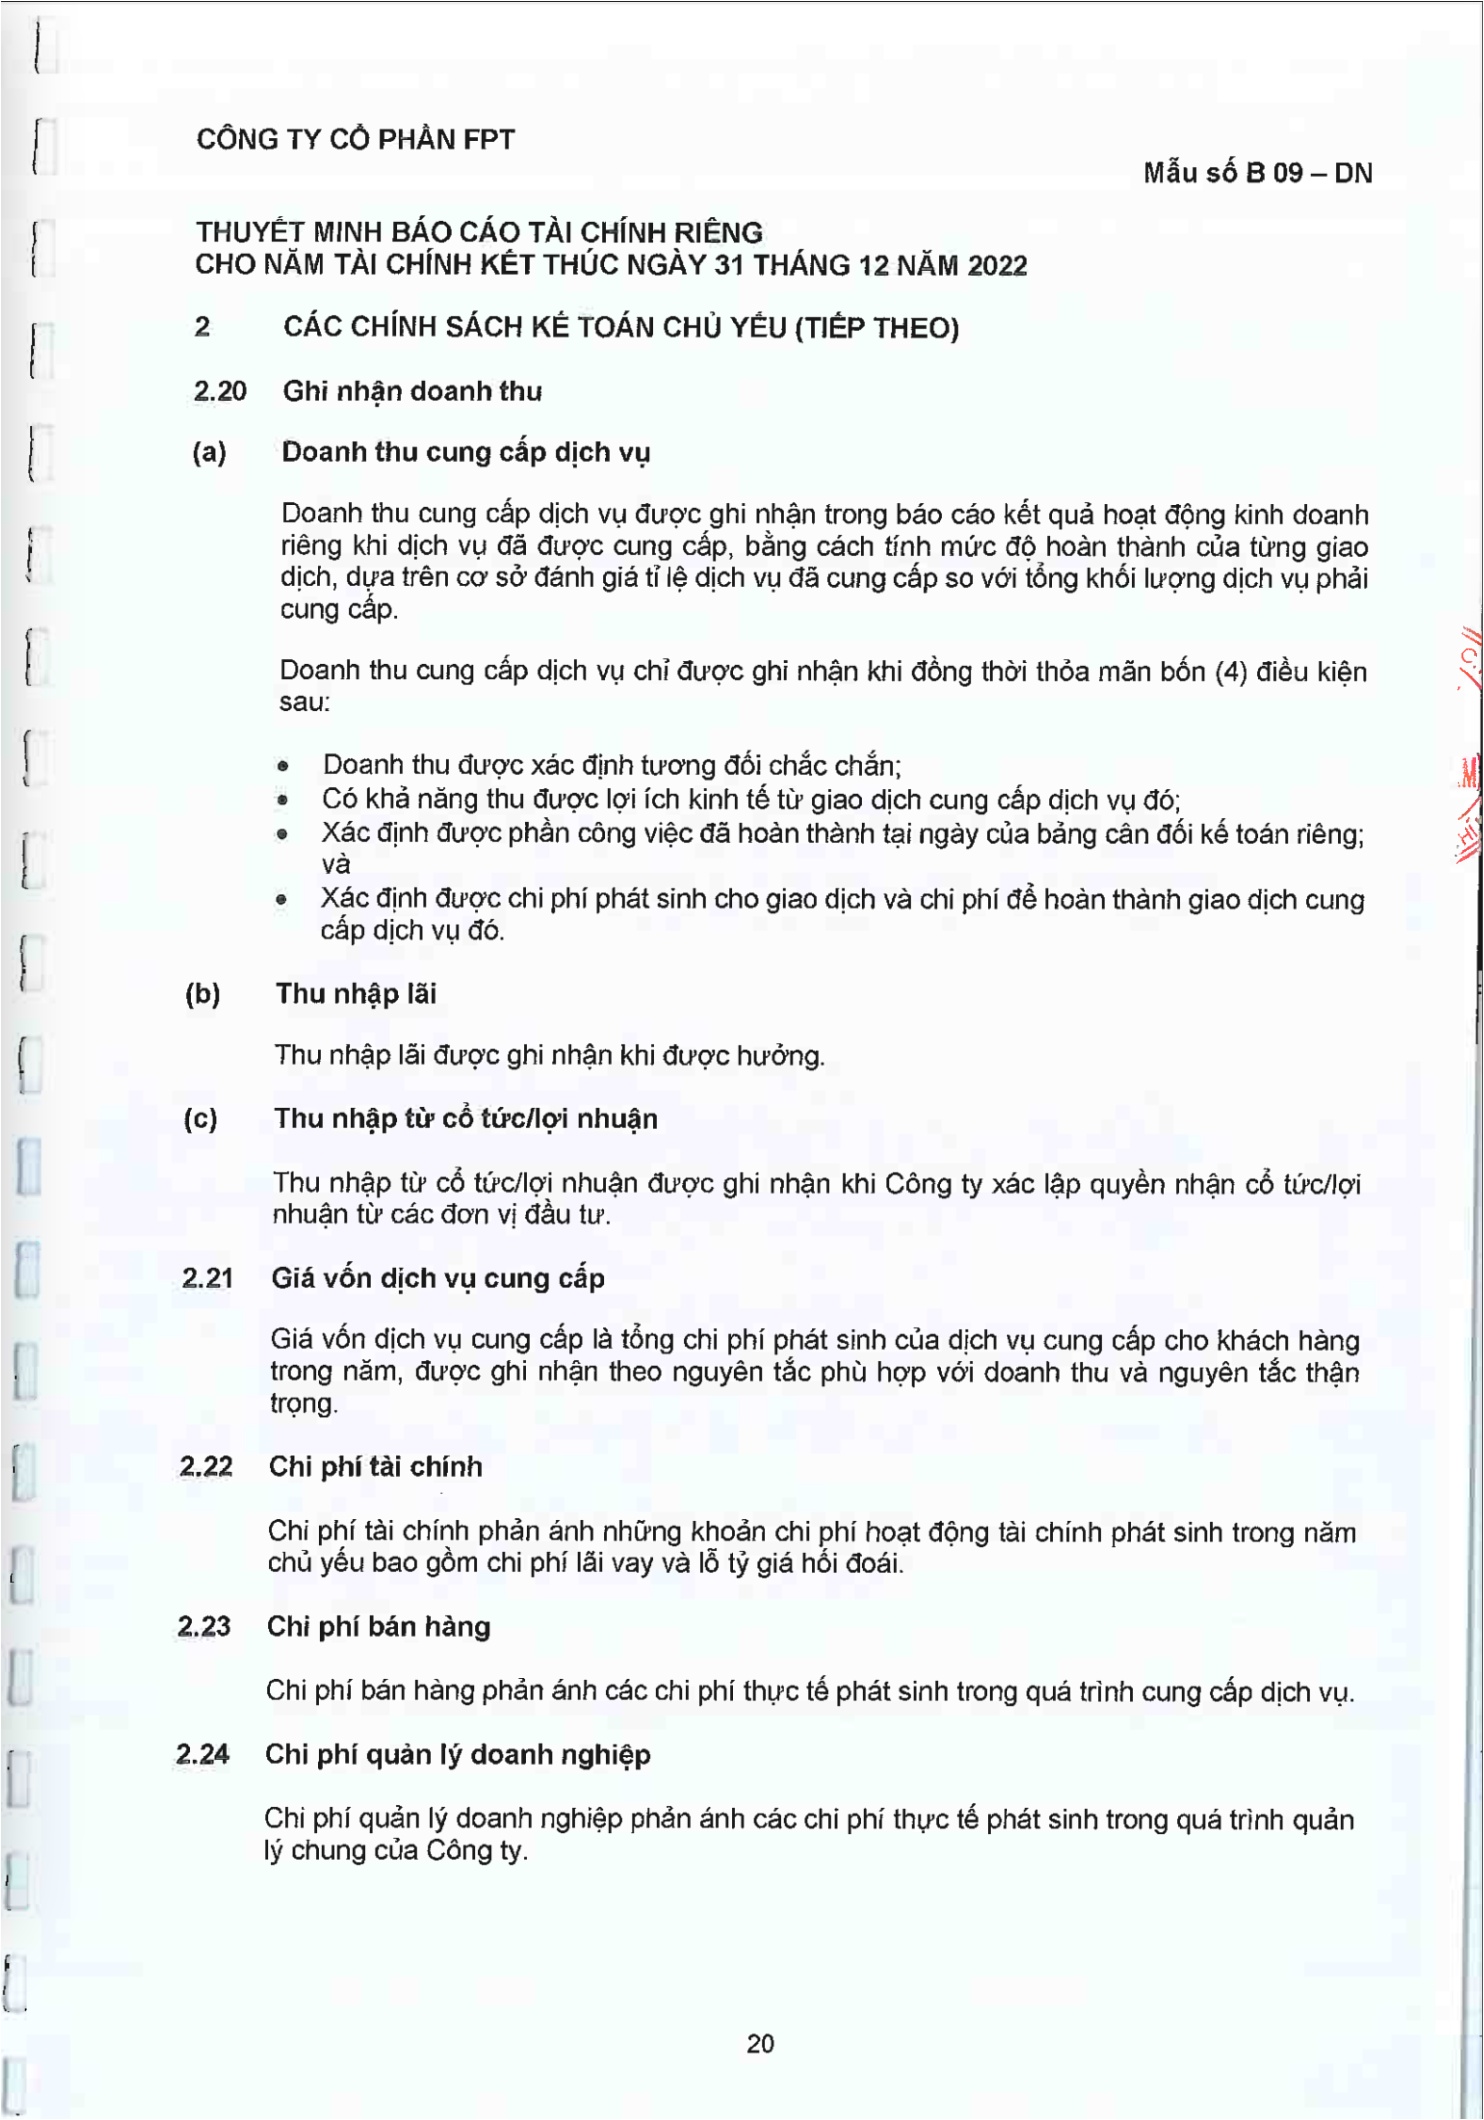 CÔNG TY CỔ PHẦN FPT
Mẫu số B 09 – DN
THUYẾT MINH BÁO CÁO TÀI CHÍNH RIÊNG
CHO NĂM TÀI CHÍNH KẾT THÚC NGÀY 31 THÁNG 12 NĂM 2022
2 CÁC CHÍNH SÁCH KẾ TOÁN CHỦ YẾU (TIẾP THEO)
2.20 Ghi nhận doanh thu
(a) Doanh thu cung cấp dịch vụ
Doanh thu cung cấp dịch vụ được ghi nhận trong báo cáo kết quả hoạt động kinh doanh
riêng khi dịch vụ đã được cung cấp, bằng cách tính mức độ hoàn thành của từng giao
dịch, dựa trên cơ sở đánh giá tỉ lệ dịch vụ đã cung cấp so với tổng khối lượng dịch vụ phải
cung cấp.
Doanh thu cung cấp dịch vụ chỉ được ghi nhận khi đồng thời thỏa mãn bốn (4) điều kiện
sau:
• Doanh thu được xác định tương đối chắc chắn;
• Có khả năng thu được lợi ích kinh tế từ giao dịch cung cấp dịch vụ đó;
• Xác định được phần công việc đã hoàn thành tại ngày của bảng cân đối kế toán riêng;
và
• Xác định được chi phí phát sinh cho giao dịch và chi phí để hoàn thành giao dịch cung
cấp dịch vụ đó.
(b) Thu nhập lãi
Thu nhập lãi được ghi nhận khi được hưởng.
(c) Thu nhập từ cổ tức/lợi nhuận
Thu nhập từ cổ tức/lợi nhuận được ghi nhận khi Công ty xác lập quyền nhận cổ tức/lợi
nhuận từ các đơn vị đầu tư.
2.21 Giá vốn dịch vụ cung cấp
Giá vốn dịch vụ cung cấp là tổng chi phí phát sinh của dịch vụ cung cấp cho khách hàng
trong năm, được ghi nhận theo nguyên tắc phù hợp với doanh thu và nguyên tắc thận
trọng.
2.22 Chi phí tài chính
Chi phí tài chính phản ánh những khoản chi phí hoạt động tài chính phát sinh trong năm
chủ yếu bao gồm chi phí lãi vay và lỗ tỷ giá hối đoái.
2.23 Chi phí bán hàng
Chi phí bán hàng phản ánh các chi phí thực tế phát sinh trong quá trình cung cấp dịch vụ.
2.24 Chi phí quản lý doanh nghiệp
Chi phí quản lý doanh nghiệp phản ánh các chi phí thực tế phát sinh trong quá trình quản
lý chung của Công ty.
20